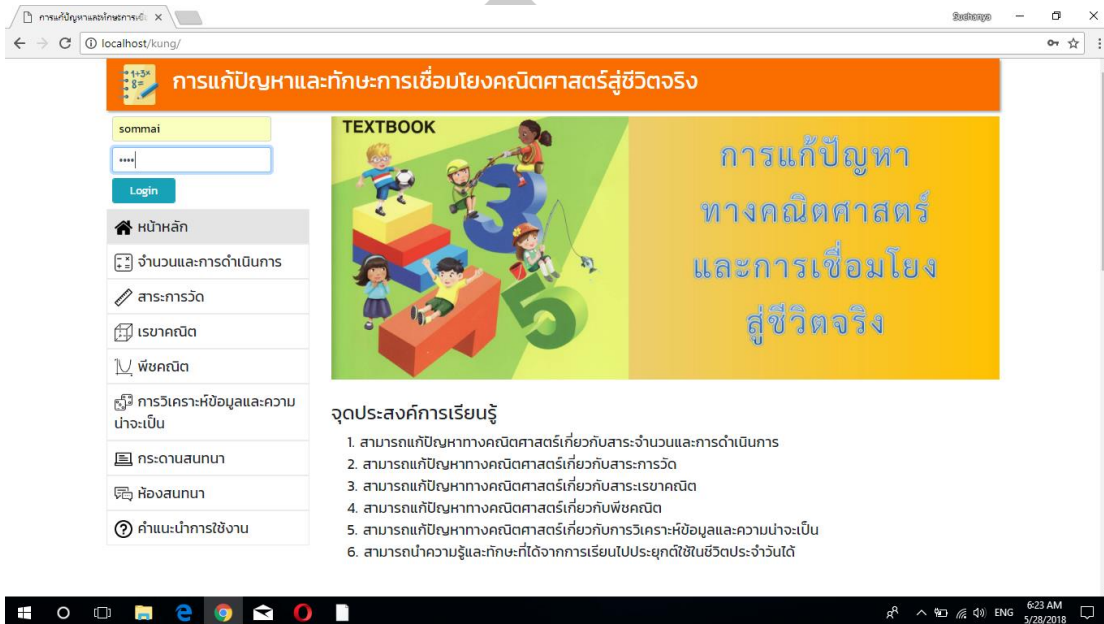 การแก้ปัญหาและทักษะการเชื่
Suchanya
localhost/kung/
การแก้ปัญหาและทักษะการเชื่อมโยงคณิตศาสตร์สู่ชีวิตจริง
sommai
••••
Login
หน้าหลัก
จำนวนและการดำเนินการ
สาระการวัด
เรขาคณิต
พีชคณิต
การวิเคราะห์ข้อมูลและความ
น่าจะเป็น
กระดานสนทนา
ห้องสนทนา
คำแนะนำการใช้งาน
TEXTBOOK
การแก้ปัญหา
ทางคณิตศาสตร์
และการเชื่อมโยง
สู่ชีวิตจริง
จุดประสงค์การเรียนรู้
1. สามารถแก้ปัญหาทางคณิตศาสตร์เกี่ยวกับสาระจำนวนและการดำเนินการ
2. สามารถแก้ปัญหาทางคณิตศาสตร์เกี่ยวกับสาระการวัด
3. สามารถแก้ปัญหาทางคณิตศาสตร์เกี่ยวกับสาระเรขาคณิต
4. สามารถแก้ปัญหาทางคณิตศาสตร์เกี่ยวกับพีชคณิต
5. สามารถแก้ปัญหาทางคณิตศาสตร์เกี่ยวกับการวิเคราะห์ข้อมูลและความน่าจะเป็น
6. สามารถนำความรู้และทักษะที่ได้จากการเรียนไปประยุกต์ใช้ในชีวิตประจำวันได้
ENG
6:23 AM
5/28/2018